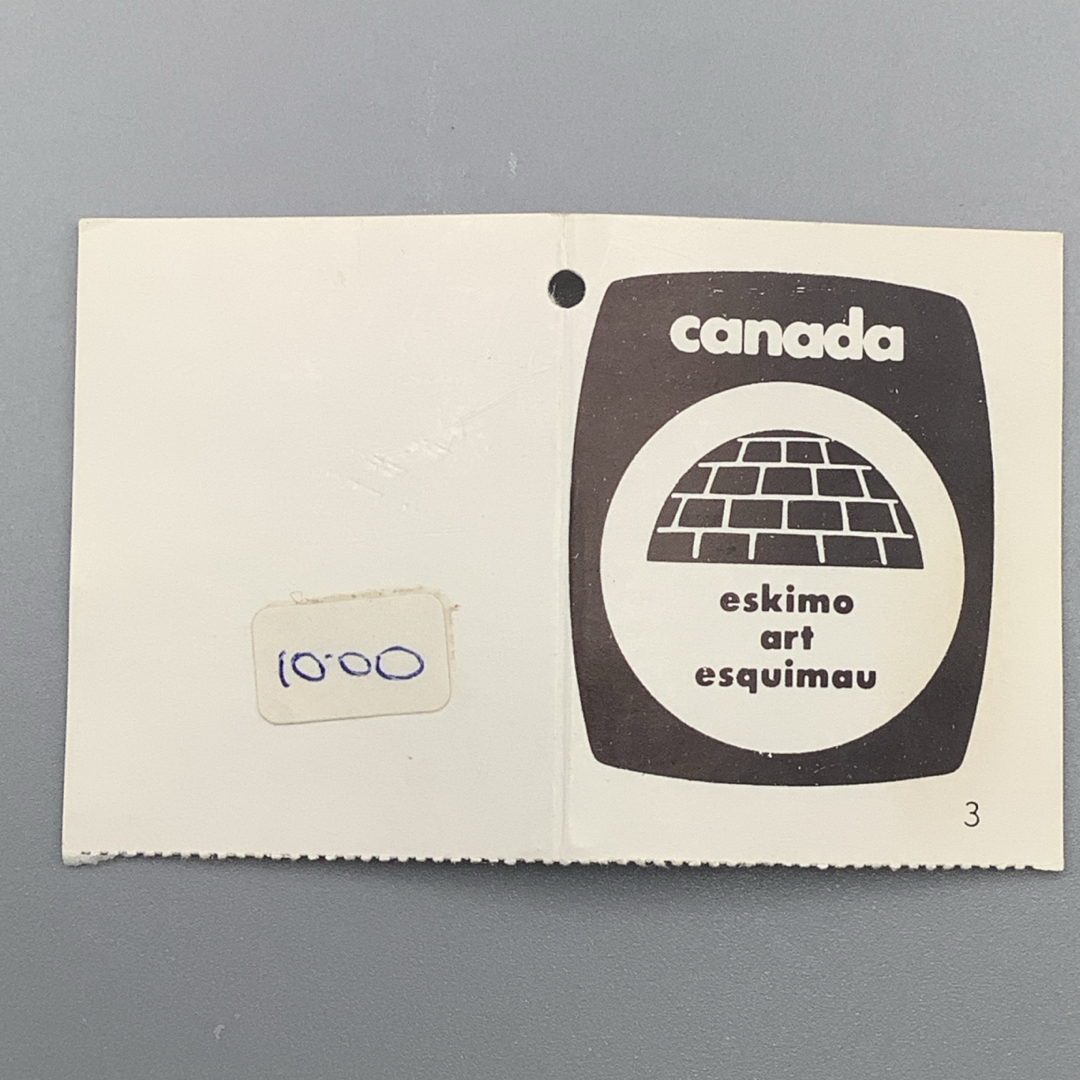 10.00
canada
eskimo
art
esquimau
3